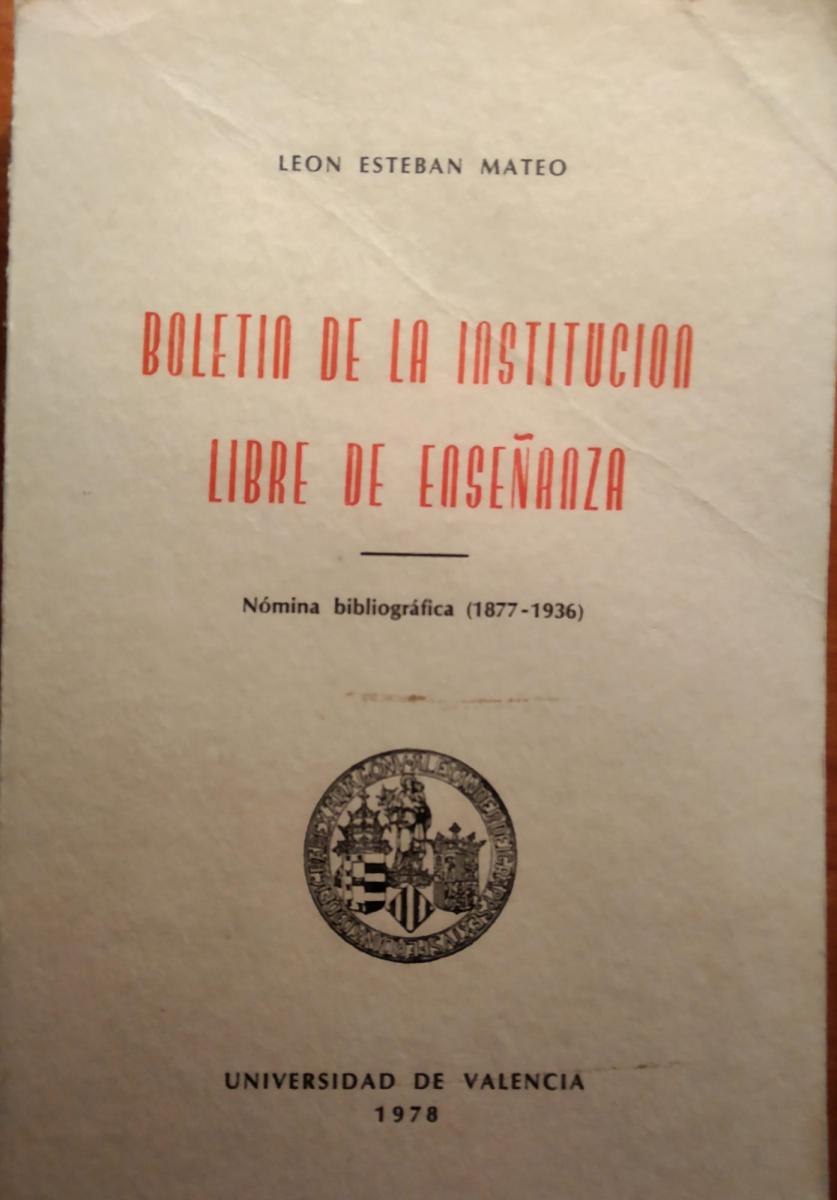 LEON ESTEBAN MATEO
BOLETIN DE LA INSTITUCION
LIBRE DE ENSEÑANZA
Nómina bibliográfica (1877-1936)
UNIVERSIDAD DE VALENCIA
1978